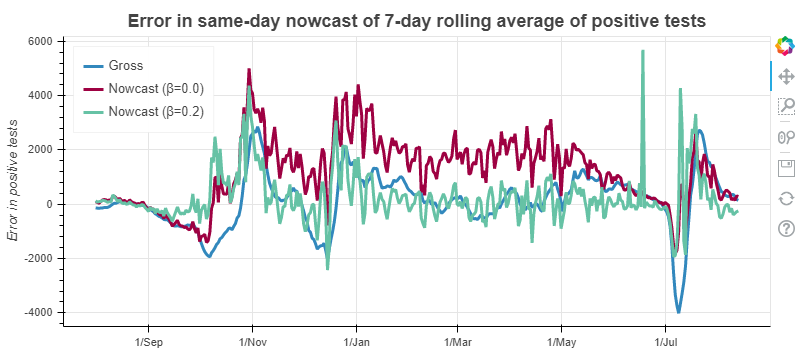 Error in same-day nowcast of 7-day rolling average of positive tests
Error in positive tests
6000
4000
2000
0
-2000
-4000
Gross
Nowcast (β=0.0)
Nowcast (β=0.2)
1/Sep
1/Nov
1/Jan
1/Mar
1/May
1/Jul